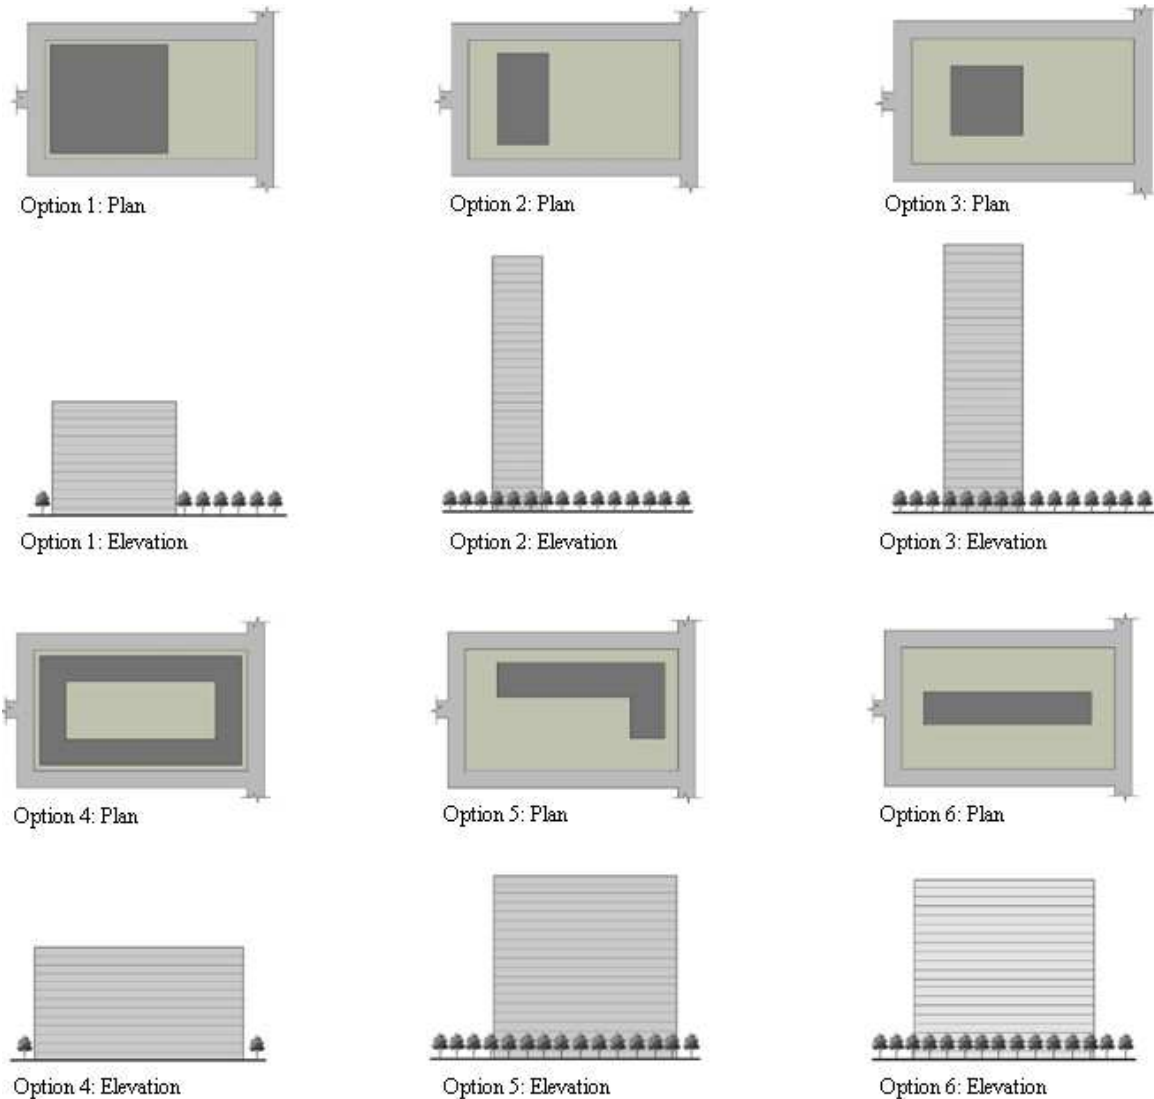 Option 1: Plan
Option 2: Plan
Option 3: Plan
Option 1: Elevation
Option 2: Elevation
Option 3: Elevation
Option 4: Plan
Option 5: Plan
Option 6: Plan
Option 4: Elevation
Option 5: Elevation
Option 6: Elevation